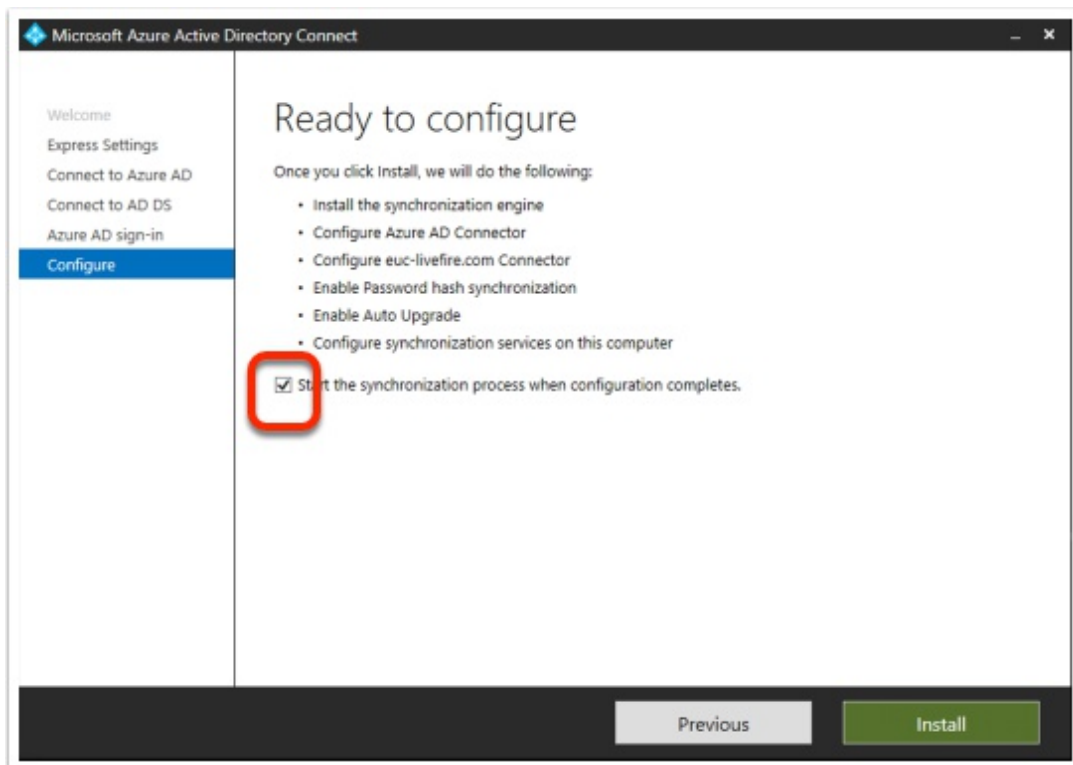 Microsoft Azure Active Directory Connect
Welcome
Express Settings
Connect to Azure AD
Connect to AD DS
Azure AD sign-in
Configure
Ready to configure
Once you click Install, we will do the following:
• Install the synchronization engine
• Configure Azure AD Connector
• Configure euc-livefire.com Connector
• Enable Password hash synchronization
• Enable Auto Upgrade
• Configure synchronization services on this computer
Start the synchronization process when configuration completes.
Previous
Install